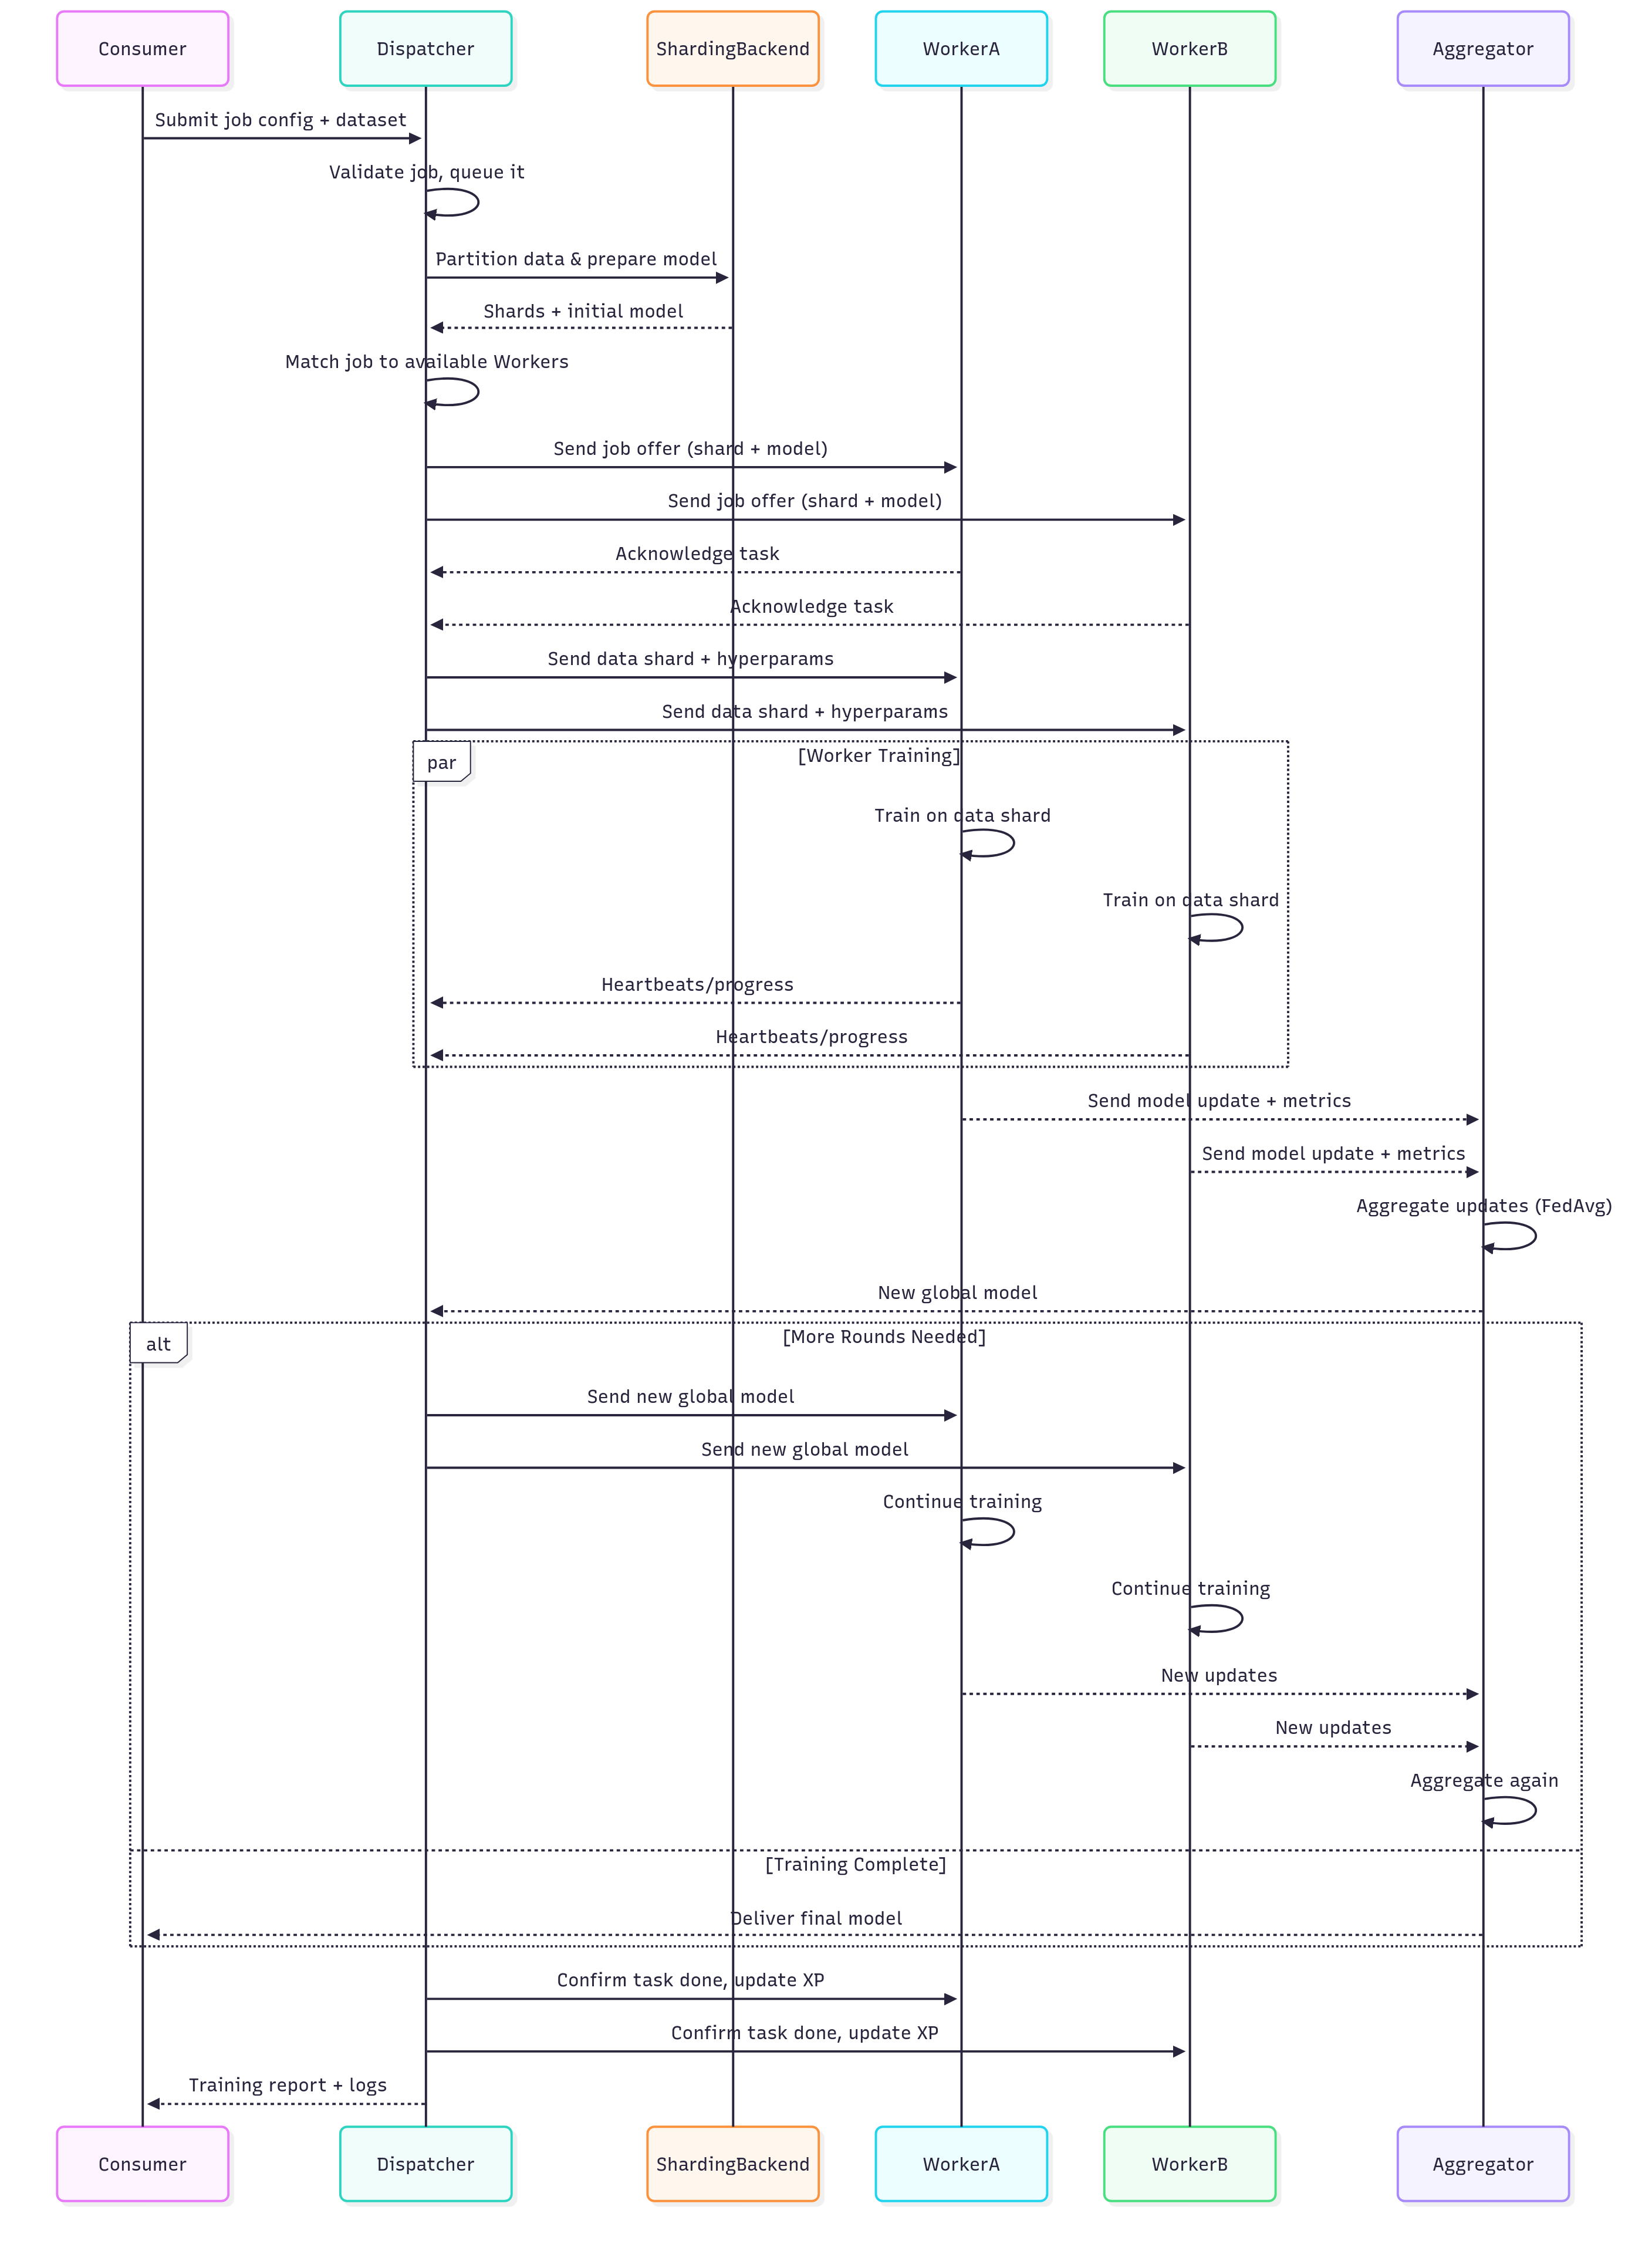 Consumer
Dispatcher
ShardingBackend
WorkerA
WorkerB
Aggregator
Submit job config + dataset
Validate job, queue it
Partition data & prepare model
Shards + initial model
Match job to available Workers
Send job offer (shard + model)
Send job offer (shard + model)
Acknowledge task
Acknowledge task
Send data shard + hyperparams
Send data shard + hyperparams
par
[Worker Training]
Train on data shard
Train on data shard
Heartbeats/progress
Heartbeats/progress
Send model update + metrics
Send model update + metrics
Aggregate updates (FedAvg)
New global model
alt
[More Rounds Needed]
Send new global model
Send new global model
Continue training
Continue training
New updates
New updates
Aggregate again
[Training Complete]
Deliver final model
Confirm task done, update XP
Confirm task done, update XP
Training report + logs
Consumer
Dispatcher
ShardingBackend
WorkerA
WorkerB
Aggregator